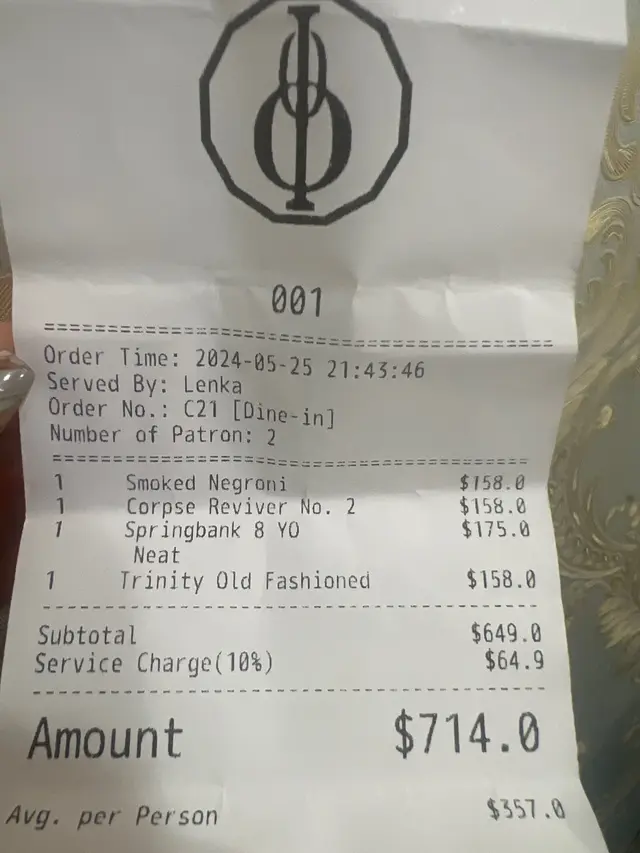 001
==========================================
Order Time: 2024-05-25 21:43:46
Served By: Lenka
Order No.: C21 [Dine-in]
Number of Patron: 2
==========================================
1 Smoked Negroni $158.0
1 Corpse Reviver No. 2 $158.0
1 Springbank 8 YO $175.0
Neat
1 Trinity Old Fashioned $158.0
------------------------------------------
Subtotal $649.0
Service Charge(10%) $64.9
------------------------------------------
Amount $714.0
Avg. per Person $357.0